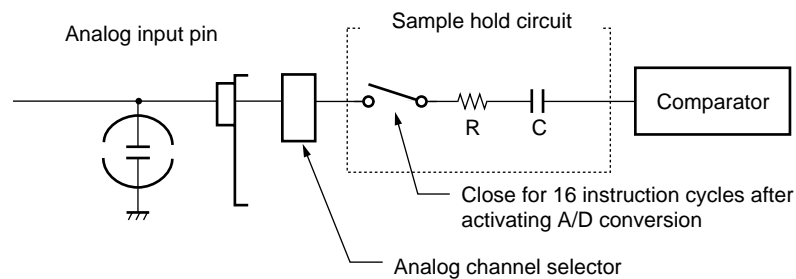 Sample hold circuit
Analog input pin
Comparator
R
C
Close for 16 instruction cycles after
activating A/D conversion
Analog channel selector